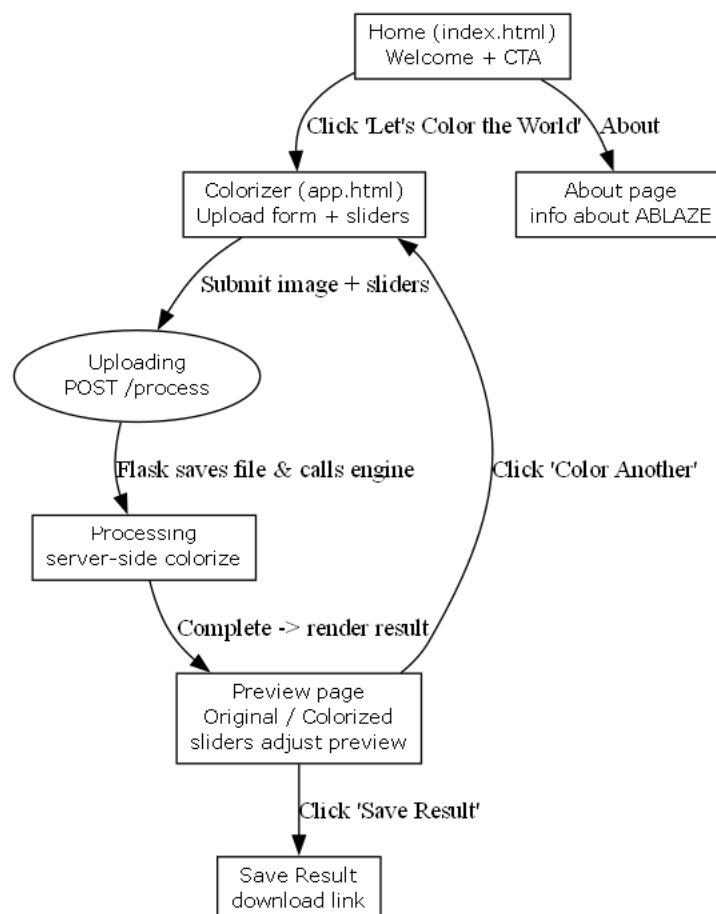 Home (index.html)
Welcome + CTA
Click 'Let's Color the World'
About
Colorizer (app.html)
Upload form + sliders
About page
info about ABLAZE
Submit image + sliders
Uploading
POST /process
Flask saves file & calls engine
Click 'Color Another'
Processing
server-side colorize
Complete -> render result
Preview page
Original / Colorized
sliders adjust preview
Click 'Save Result'
Save Result
download link